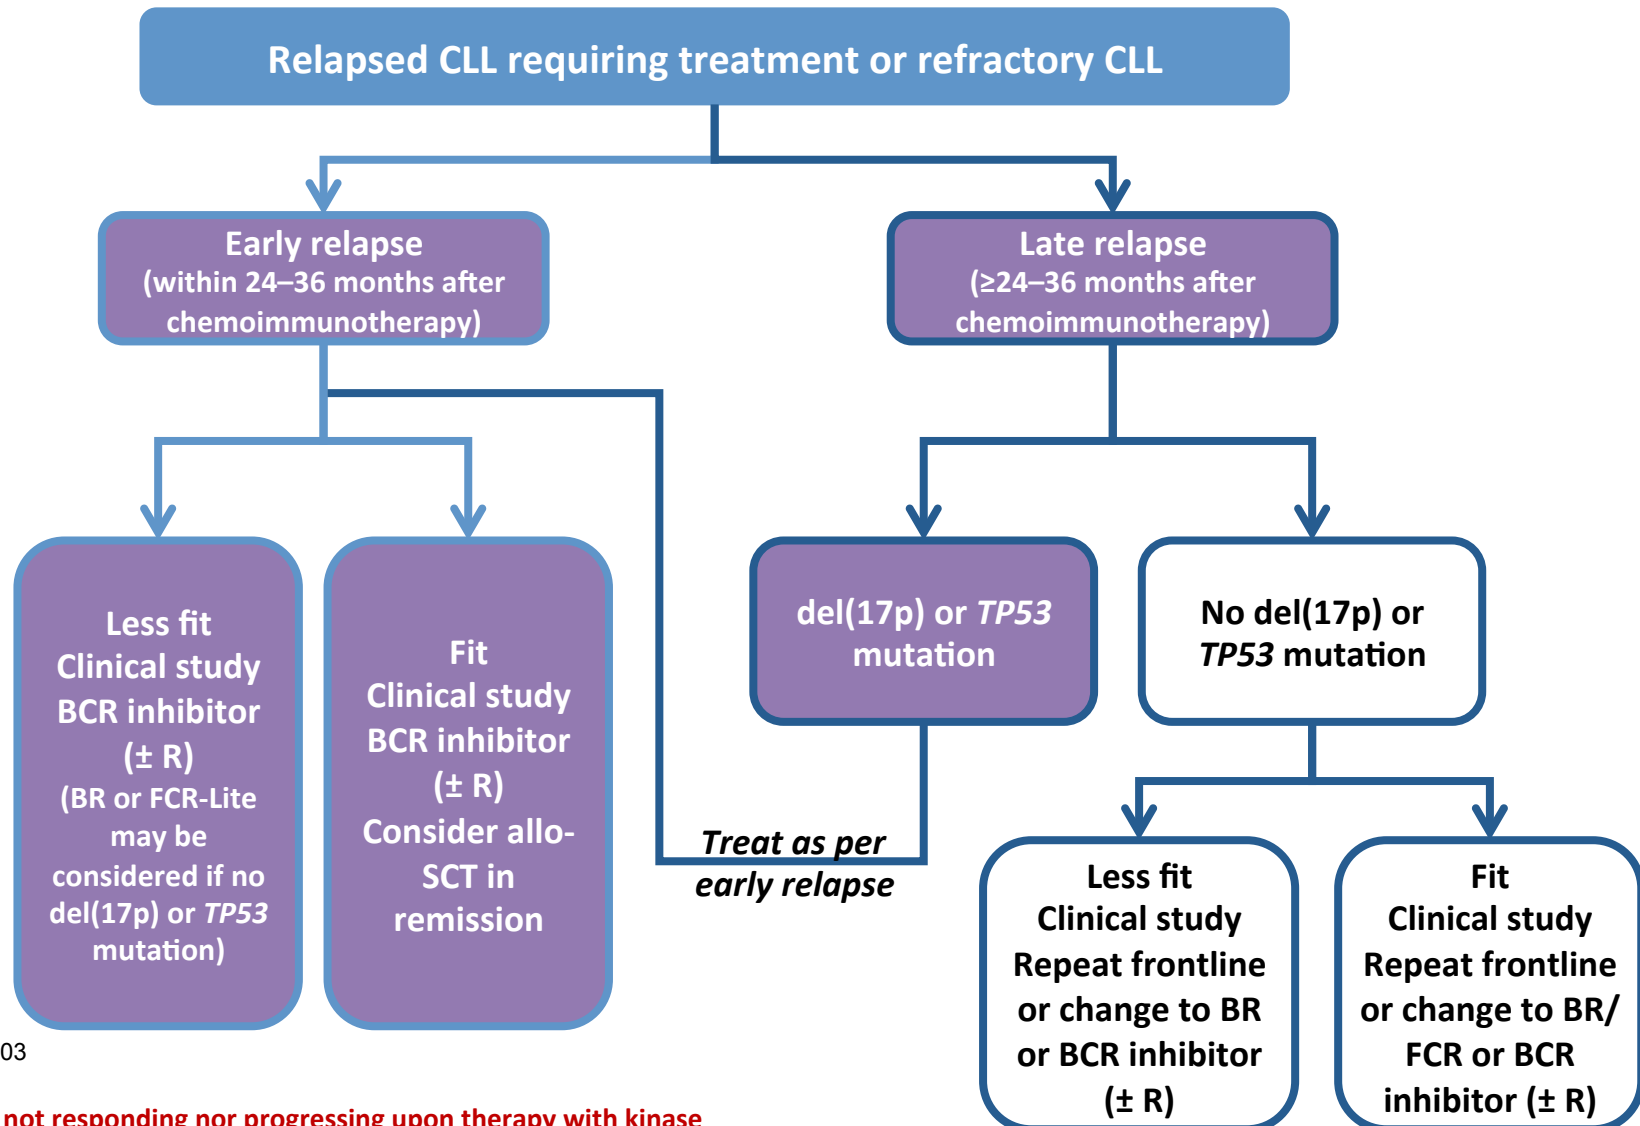 Relapsed CLL requiring treatment or refractory CLL
Early relapse
(within 24–36 months after
chemoimmunotherapy)
Late relapse
(≥24–36 months after
chemoimmunotherapy)
Less fit
Clinical study
BCR inhibitor
(± R)
(BR or FCR-Lite
may be
considered if no
del(17p) or TP53
mutation)
Fit
Clinical study
BCR inhibitor
(± R)
Consider allo-
SCT in
remission
del(17p) or TP53
mutation
No del(17p) or
TP53 mutation
Treat as per
early relapse
Less fit
Clinical study
Repeat frontline
or change to BR
or BCR inhibitor
(± R)
Fit
Clinical study
Repeat frontline
or change to BR/
FCR or BCR
inhibitor (± R)
03
not responding nor progressing upon therapy with kinase